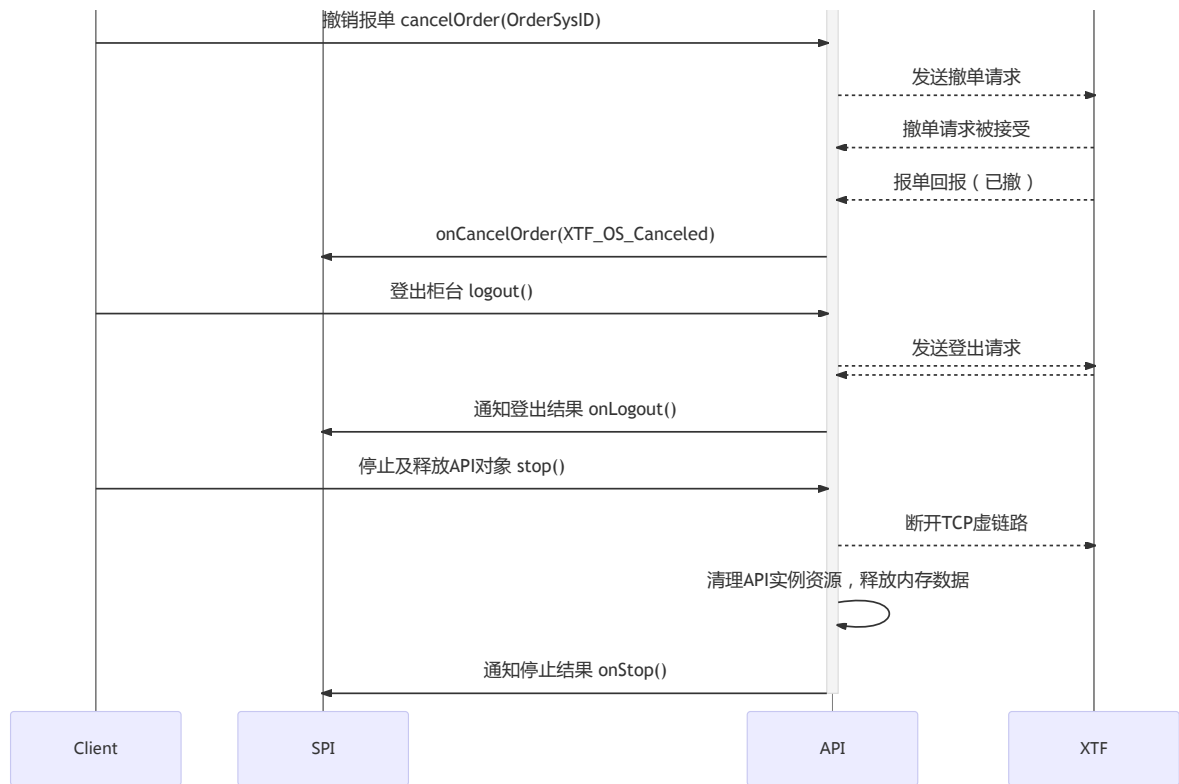 撤销报单 cancelOrder(OrderSysID)
发送撤单请求
撤单请求被接受
报单回报（已撤）
onCancelOrder(XTF_OS_Canceled)
登出柜台 logout()
发送登出请求
通知登出结果 onLogout()
停止及释放API对象 stop()
断开TCP虚链路
清理API实例资源，释放内存数据
通知停止结果 onStop()
Client SPI API XTF